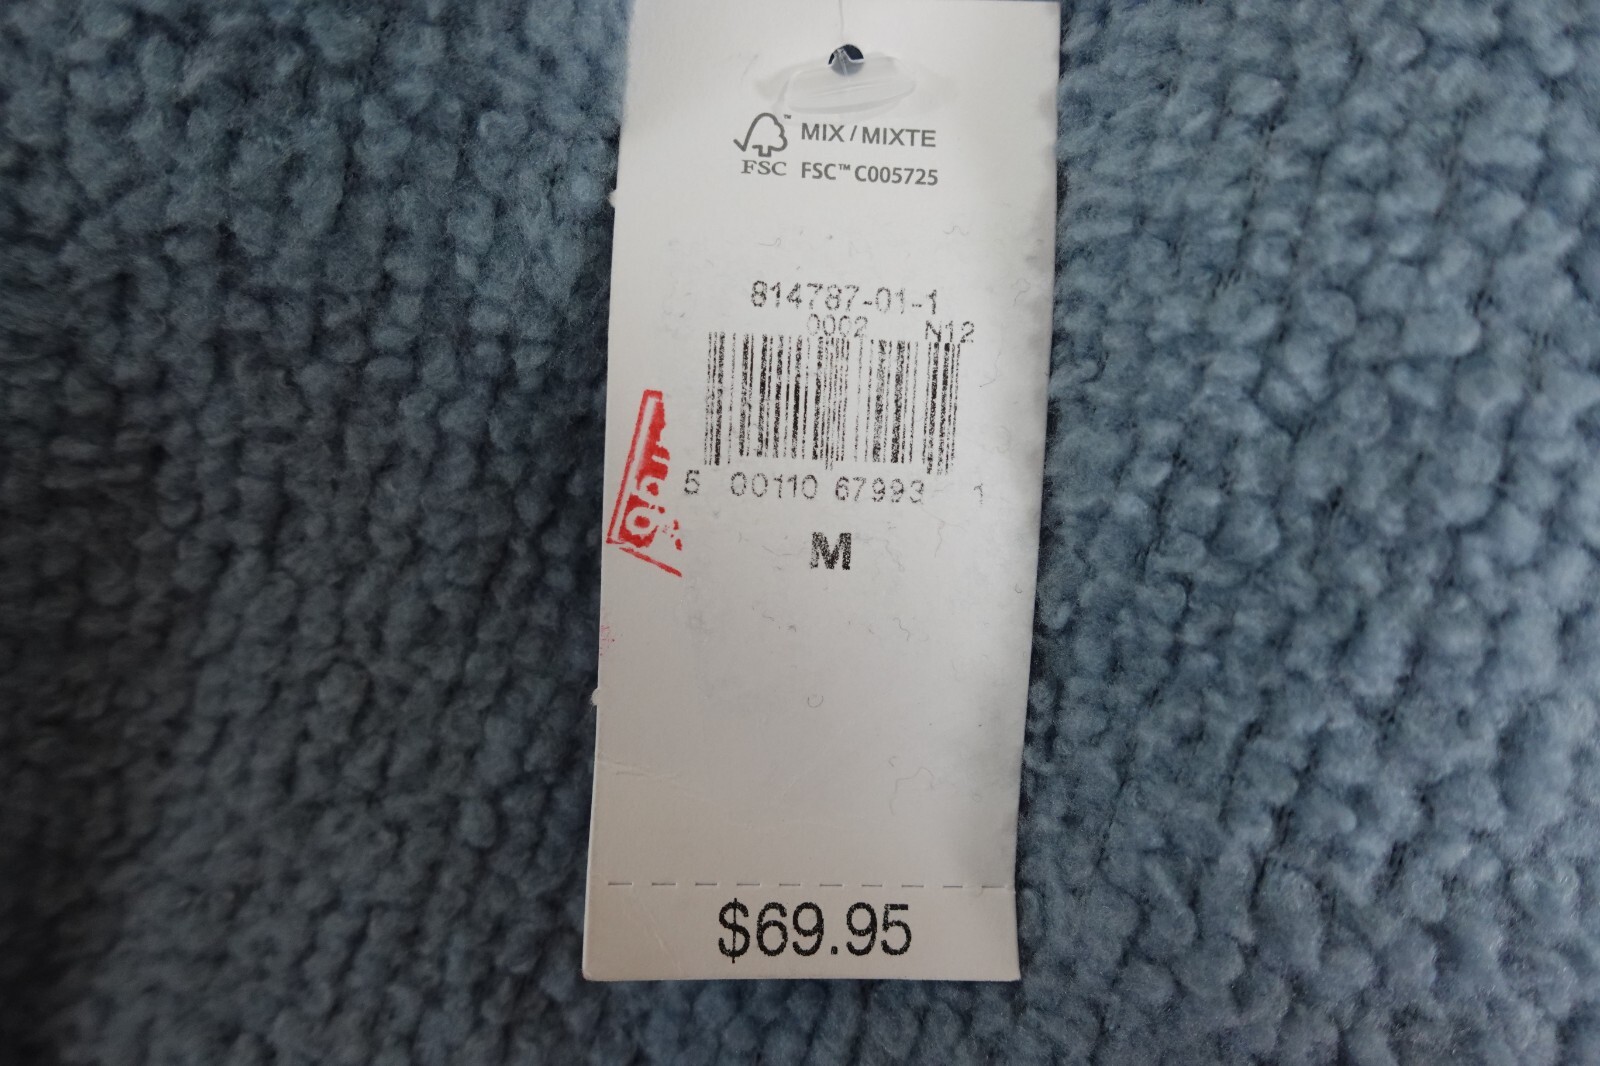 MIX / MIXTE
FSC FSC™ C005725
814787-01-1
0002 N12
5 00110 67993 1
M
$69.95